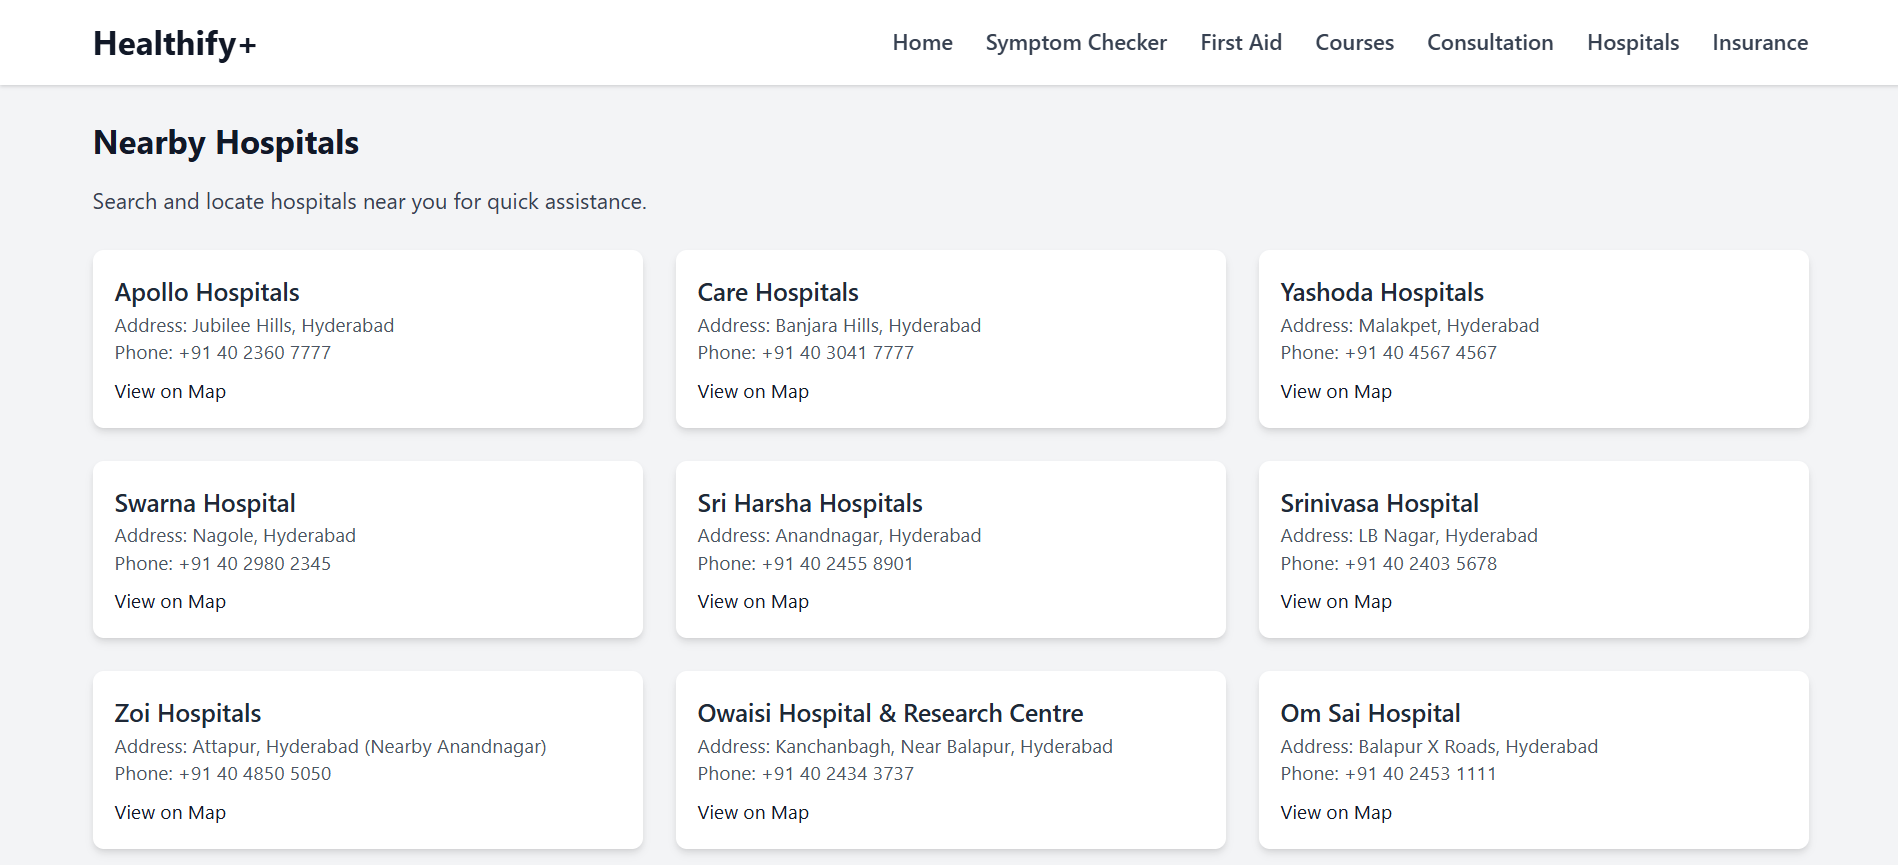 Healthify+
Home Symptom Checker First Aid Courses Consultation Hospitals Insurance
Nearby Hospitals
Search and locate hospitals near you for quick assistance.
Apollo Hospitals
Address: Jubilee Hills, Hyderabad
Phone: +91 40 2360 7777
View on Map
Care Hospitals
Address: Banjara Hills, Hyderabad
Phone: +91 40 3041 7777
View on Map
Yashoda Hospitals
Address: Malakpet, Hyderabad
Phone: +91 40 4567 4567
View on Map
Swarna Hospital
Address: Nagole, Hyderabad
Phone: +91 40 2980 2345
View on Map
Sri Harsha Hospitals
Address: Anandnagar, Hyderabad
Phone: +91 40 2455 8901
View on Map
Srinivasa Hospital
Address: LB Nagar, Hyderabad
Phone: +91 40 2403 5678
View on Map
Zoi Hospitals
Address: Attapur, Hyderabad (Nearby Anandnagar)
Phone: +91 40 4850 5050
View on Map
Owaisi Hospital & Research Centre
Address: Kanchanbagh, Near Balapur, Hyderabad
Phone: +91 40 2434 3737
View on Map
Om Sai Hospital
Address: Balapur X Roads, Hyderabad
Phone: +91 40 2453 1111
View on Map